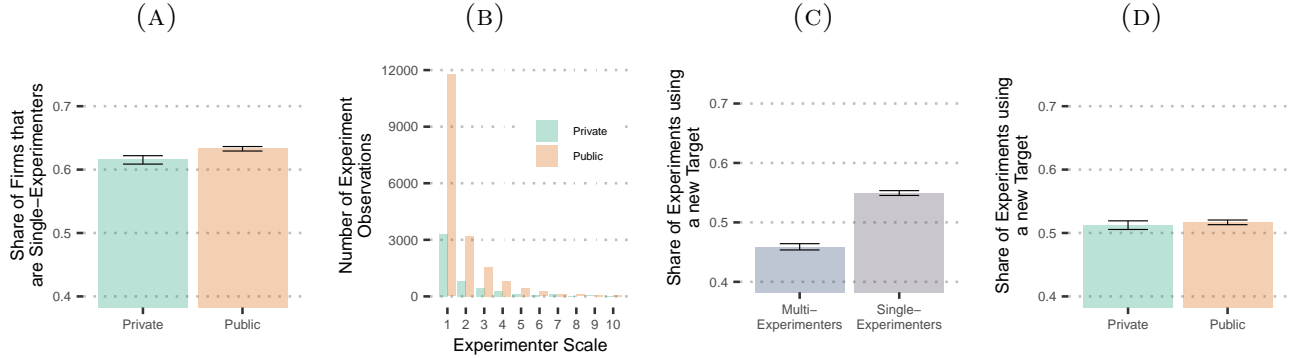 (A)
Share of Firms that
are Single−Experimenters
0.7
0.6
0.5
0.4
Private
Public
(B)
Number of Experiment
Observations
12000
9000
6000
3000
0
Private
Public
1 2 3 4 5 6 7 8 9 10
Experimenter Scale
(C)
Share of Experiments using
a new Target
0.7
0.6
0.5
0.4
Multi−
Experimenters
Single−
Experimenters
(D)
Share of Experiments using
a new Target
0.7
0.6
0.5
0.4
Private
Public